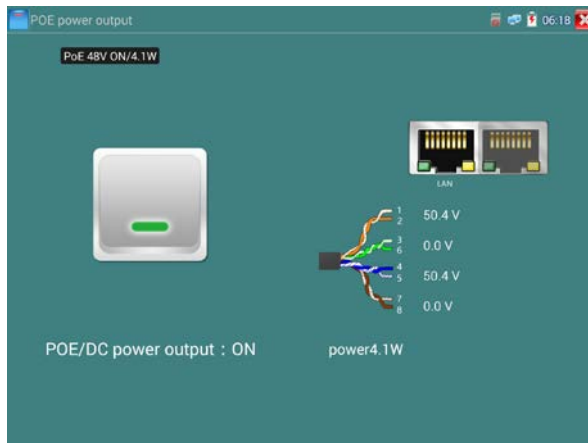 POE power output
06:18
PoE 48V ON/4.1W
LAN
1
2
50.4 V
3
6
0.0 V
4
5
50.4 V
7
8
0.0 V
POE/DC power output : ON
power4.1W